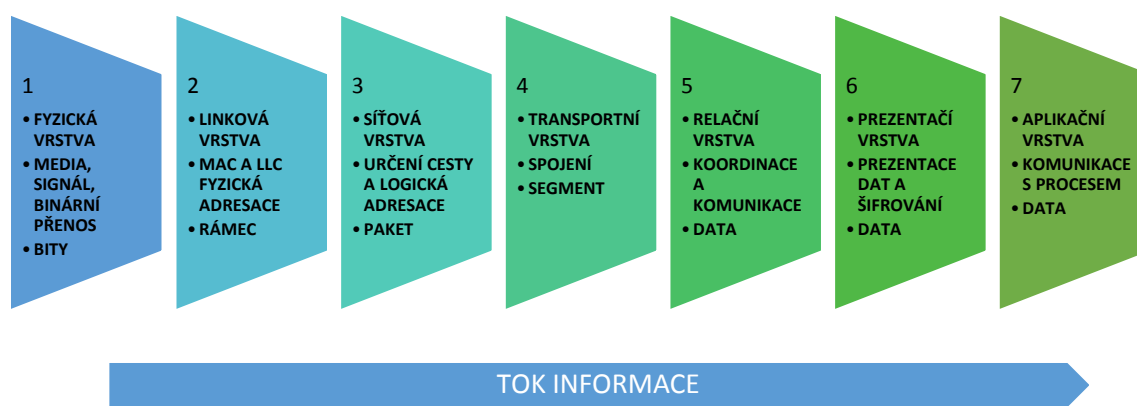 1
• FYZICKÁ
VRSTVA
• MEDIA,
SIGNÁL,
BINÁRNÍ
PŘENOS
• BITY
2
• LINKOVÁ
VRSTVA
• MAC A LLC
FYZICKÁ
ADRESACE
• RÁMEC
3
• SÍŤOVÁ
VRSTVA
• URČENÍ CESTY
A LOGICKÁ
ADRESACE
• PAKET
4
• TRANSPORTNÍ
VRSTVA
• SPOJENÍ
• SEGMENT
5
• RELAČNÍ
VRSTVA
• KOORDINACE
A
KOMUNIKACE
• DATA
6
• PREZENTAČÍ
VRSTVA
• PREZENTACE
DAT A
ŠIFROVÁNÍ
• DATA
7
• APLIKAČNÍ
VRSTVA
• KOMUNIKACE
S PROCESEM
• DATA
TOK INFORMACE